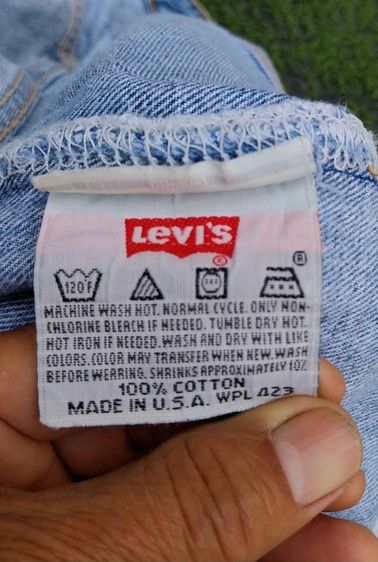 LEVI'S
®
®
120°F
MACHINE WASH HOT. NORMAL CYCLE. ONLY NON-
CHLORINE BLEACH IF NEEDED. TUMBLE DRY HOT.
HOT IRON IF NEEDED. WASH AND DRY WITH LIKE
COLORS. COLOR MAY TRANSFER WHEN NEW. WASH
BEFORE WEARING. SHRINKS APPROXIMATELY 10%
100% COTTON
MADE IN U.S.A. WPL 423